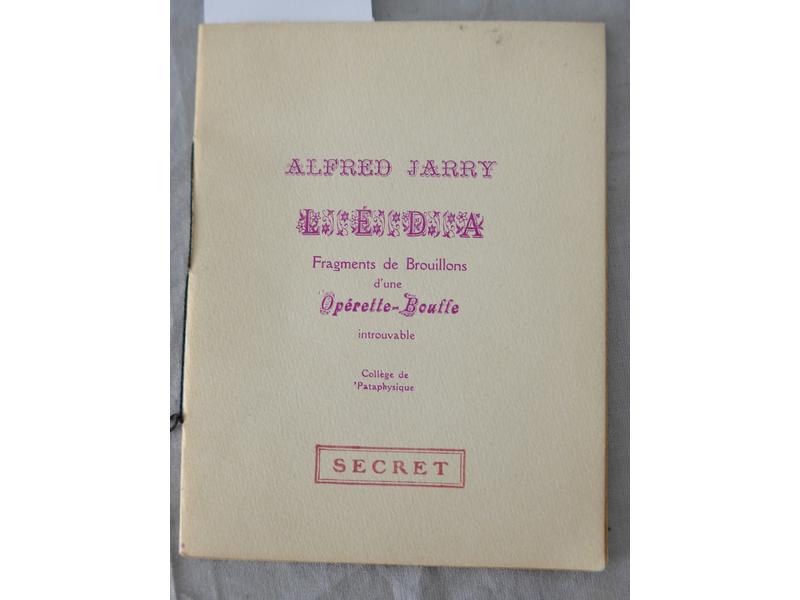 ALFRED JARRY
LÉDA
Fragments de Brouillons
d'une
Opérette-Bouffe
introuvable
Collège de
'Pataphysique
SECRET